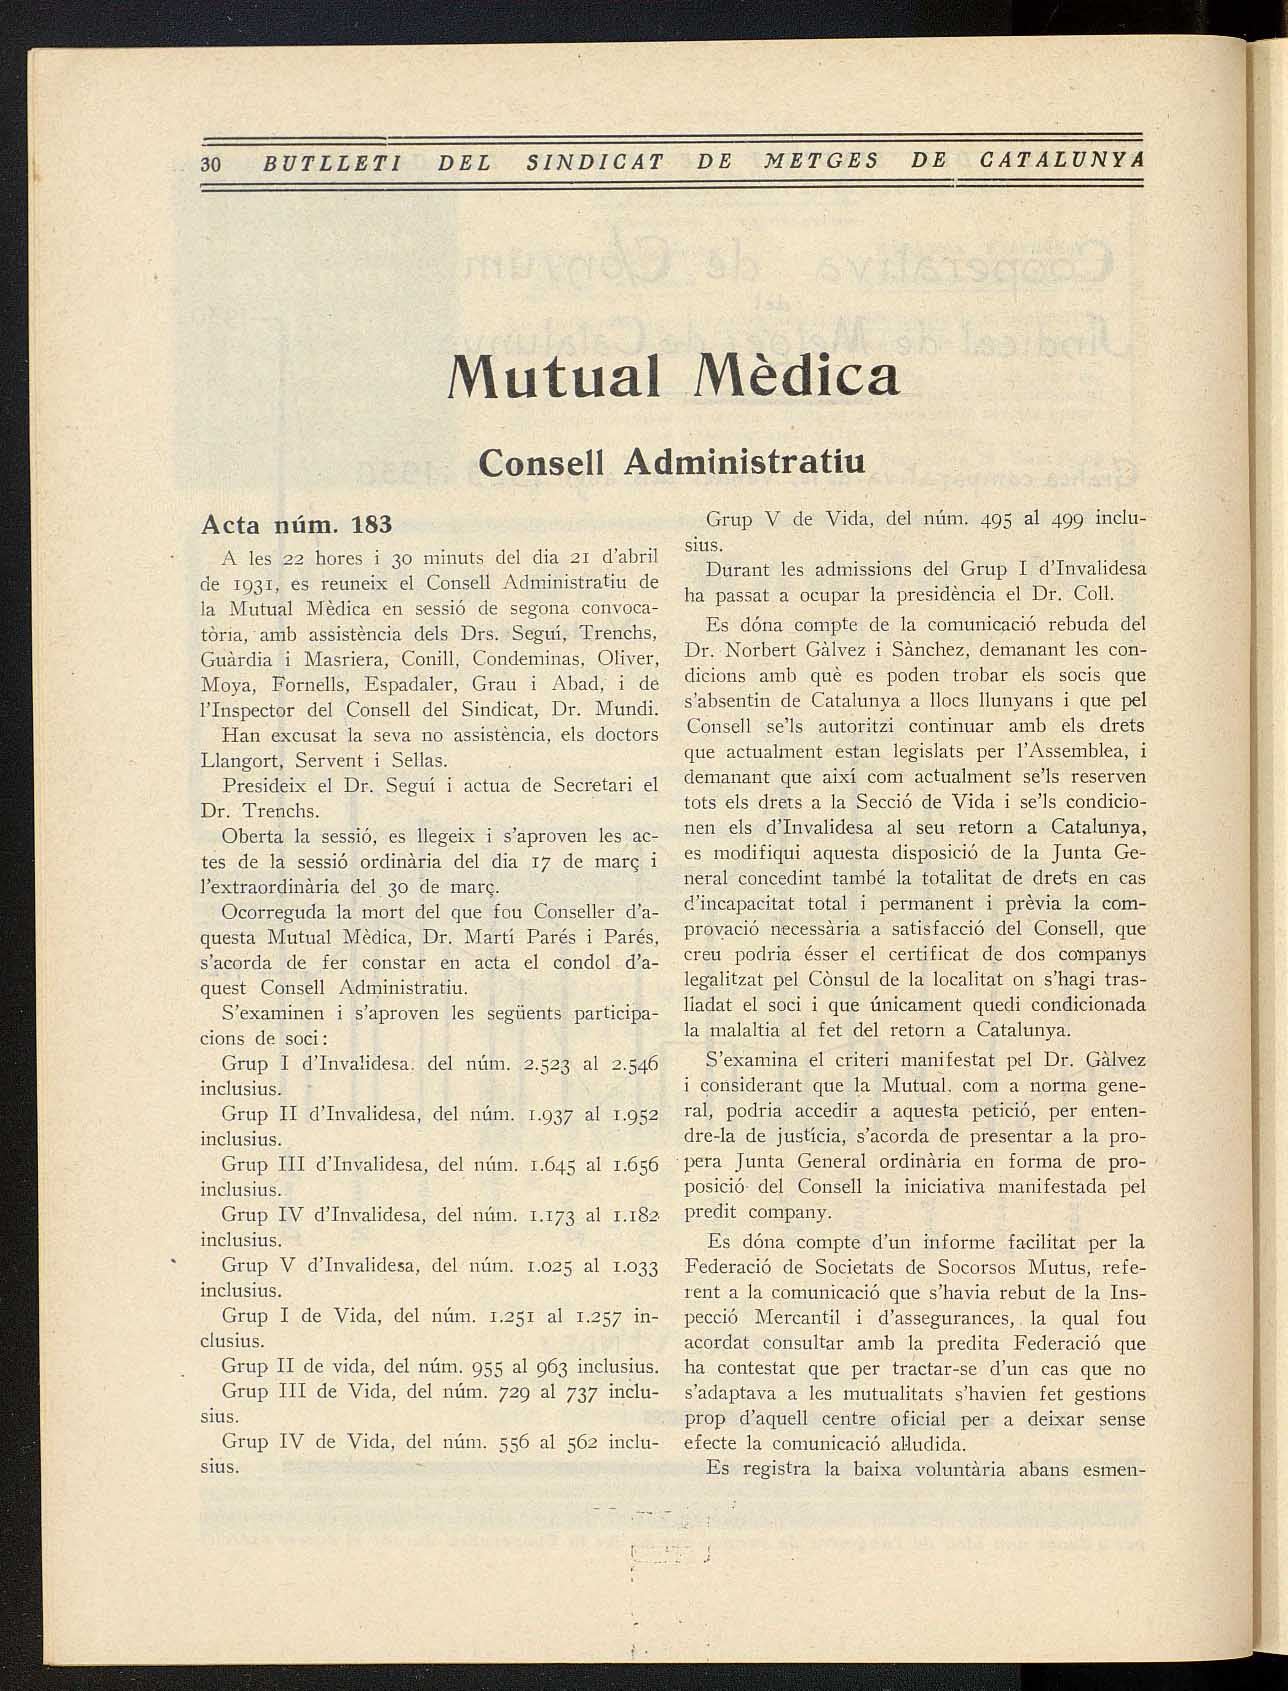 30 BUTLLETI DEL SINDICAT DE METGES DE CATALUNYA
Mutual Mèdica
Consell Administratiu
Acta núm. 183
A les 22 hores i 30 minuts del dia 21 d'abril
de 1931, es reuneix el Consell Administratiu de
la Mutual Mèdica en sessió de segona convoca-
tòria, amb assistència dels Drs. Seguí, Trenchs,
Guàrdia i Masriera, Conill, Condeminas, Oliver,
Moya, Fornells, Espadaler, Grau i Abad, i de
l'Inspector del Consell del Sindicat, Dr. Mundi.
Han excusat la seva no assistència, els doctors
Llangort, Servent i Sellas.
Presideix el Dr. Seguí i actua de Secretari el
Dr. Trenchs.
Oberta la sessió, es llegeix i s'aproven les ac-
tes de la sessió ordinària del dia 17 de març i
l'extraordinària del 30 de març.
Ocorreguda la mort del que fou Conseller d'a-
questa Mutual Mèdica, Dr. Martí Parés i Parés,
s'acorda de fer constar en acta el condol d'a-
quest Consell Administratiu.
S'examinen i s'aproven les següents participa-
cions de soci:
Grup I d'Invalidesa. del núm. 2.523 al 2.546
inclusius.
Grup II d'Invalidesa, del núm. 1.937 al 1.952
inclusius.
Grup III d'Invalidesa, del núm. 1.645 al 1.656
inclusius.
Grup IV d'Invalidesa, del núm. 1.173 al 1.182
inclusius.
Grup V d'Invalidesa, del núm. 1.025 al 1.033
inclusius.
Grup I de Vida, del núm. 1.251 al 1.257 in-
clusius.
Grup II de vida, del núm. 955 al 963 inclusius.
Grup III de Vida, del núm. 729 al 737 inclu-
sius.
Grup IV de Vida, del núm. 556 al 562 inclu-
sius.
Grup V de Vida, del núm. 495 al 499 inclu-
sius.
Durant les admissions del Grup I d'Invalidesa
ha passat a ocupar la presidència el Dr. Coll.
Es dóna compte de la comunicació rebuda del
Dr. Norbert Gàlvez i Sànchez, demanant les con-
dicions amb què es poden trobar els socis que
s'absentin de Catalunya a llocs llunyans i que pel
Consell se'ls autoritzi continuar amb els drets
que actualment estan legislats per l'Assemblea, i
demanant que així com actualment se'ls reserven
tots els drets a la Secció de Vida i se'ls condicio-
nen els d'Invalidesa al seu retorn a Catalunya,
es modifiqui aquesta disposició de la Junta Ge-
neral concedint també la totalitat de drets en cas
d'incapacitat total i permanent i prèvia la com-
provació necessària a satisfacció del Consell, que
creu podria ésser el certificat de dos companys
legalitzat pel Cònsul de la localitat on s'hagi tras-
lladat el soci i que únicament quedi condicionada
la malaltia al fet del retorn a Catalunya.
S'examina el criteri manifestat pel Dr. Gàlvez
i considerant que la Mutual, com a norma gene-
ral, podria accedir a aquesta petició, per enten-
dre-la de justícia, s'acorda de presentar a la pro-
pera Junta General ordinària en forma de pro-
posició del Consell la iniciativa manifestada pel
predit company.
Es dóna compte d'un informe facilitat per la
Federació de Societats de Socorsos Mutus, refe-
rent a la comunicació que s'havia rebut de la Ins-
pecció Mercantil i d'assegurances, la qual fou
acordat consultar amb la predita Federació que
ha contestat que per tractar-se d'un cas que no
s'adaptava a les mutualitats s'havien fet gestions
prop d'aquell centre oficial per a deixar sense
efecte la comunicació al·ludida.
Es registra la baixa voluntària abans esmen-